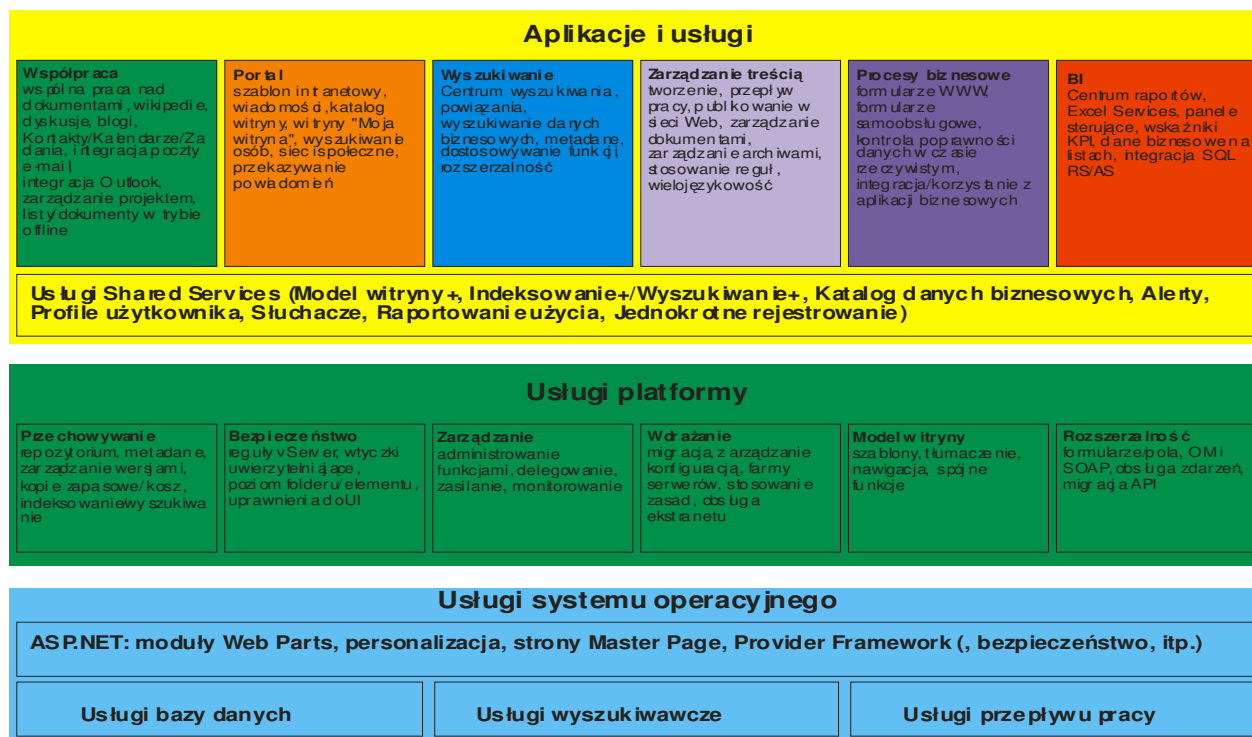 Aplikacje i usługi
Współpraca
wspólna praca nad
dokumentami, wikipedie,
dyskusje, blogi,
Kontakty/Kalendarze/Za
dania, integracja poczty
e-mail,
integracja Outlook,
zarządzanie projektem,
listy/dokumenty w trybie
offline
Portal
szablon intranetowy,
wiadomości, katalog
witryny, witryny "Moja
witryna", wyszukiwanie
osób, sieci społeczne,
przekazywanie
powiadomień
Wyszukiwanie
Centrum wyszukiwania,
powiązania,
wyszukiwanie danych
biznesowych, metadane,
dostosowywanie funkcji,
rozszerzalność
Zarządzanie treścią
tworzenie, przepływ
pracy, publikowanie w
sieci Web, zarządzanie
dokumentami,
zarządzanie archiwami,
stosowanie reguł,
wielojęzykowość
Procesy biznesowe
formularze WWW,
formularze
samoobsługowe,
kontrola poprawności
danych w czasie
rzeczywistym,
integracja/korzystanie z
aplikacji biznesowych
BI
Centrum raportów,
Excel Services, panele
sterujące, wskaźniki
KPI, dane biznesowe na
listach, integracja SQL
RS/AS
Usługi Shared Services (Model witryny+, Indeksowanie+/Wyszukiwanie+, Katalog danych biznesowych, Alerty,
Profile użytkownika, Słuchacze, Raportowanie użycia, Jednokrotne rejestrowanie)
Usługi platformy
Przechowywanie
repozytorium, metadane,
zarządzanie wersjami,
kopie zapasowe/kosz,
indeksowanie/wyszukiwa
nie
Bezpieczeństwo
reguły vServer, wtyczki
uwierzytelniające,
poziom folderu/elementu,
uprawnienia do UI
Zarządzanie
administrowanie
funkcjami, delegowanie,
zasilanie, monitorowanie
Wdrażanie
migracja, zarządzanie
konfiguracją, farmy
serwerów, stosowanie
zasad, obsługa
ekstranetu
Model witryny
szablony, tłumaczenie,
nawigacja, spójne
funkcje
Rozszerzalność
formularze/pola, OM i
SOAP, obsługa zdarzeń,
migracja API
Usługi systemu operacyjnego
ASP.NET: moduły Web Parts, personalizacja, strony Master Page, Provider Framework (, bezpieczeństwo, itp.)
Usługi bazy danych
Usługi wyszukiwawcze
Usługi przepływu pracy